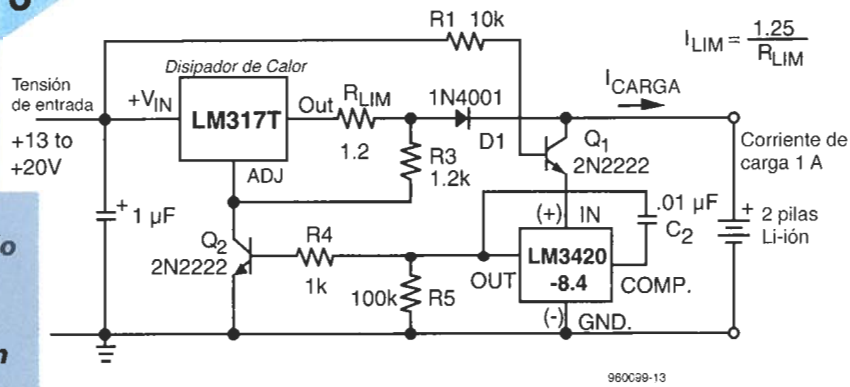 R1 10k
I_LIM = 1.25 / R_LIM
Tensión
de entrada
+13 to
+20V
+V_IN
Disipador de Calor
LM317T
Out
ADJ
R_LIM
1.2
1N4001
D1
I_CARGA
R3
1.2k
Q1
2N2222
Corriente de
carga 1 A
+
1 µF
Q2
2N2222
R4
1k
100k
R5
(+) IN
.01 µF
C2
OUT
LM3420
-8.4
COMP.
(-) GND.
+
2 pilas
Li-ión
960099-13